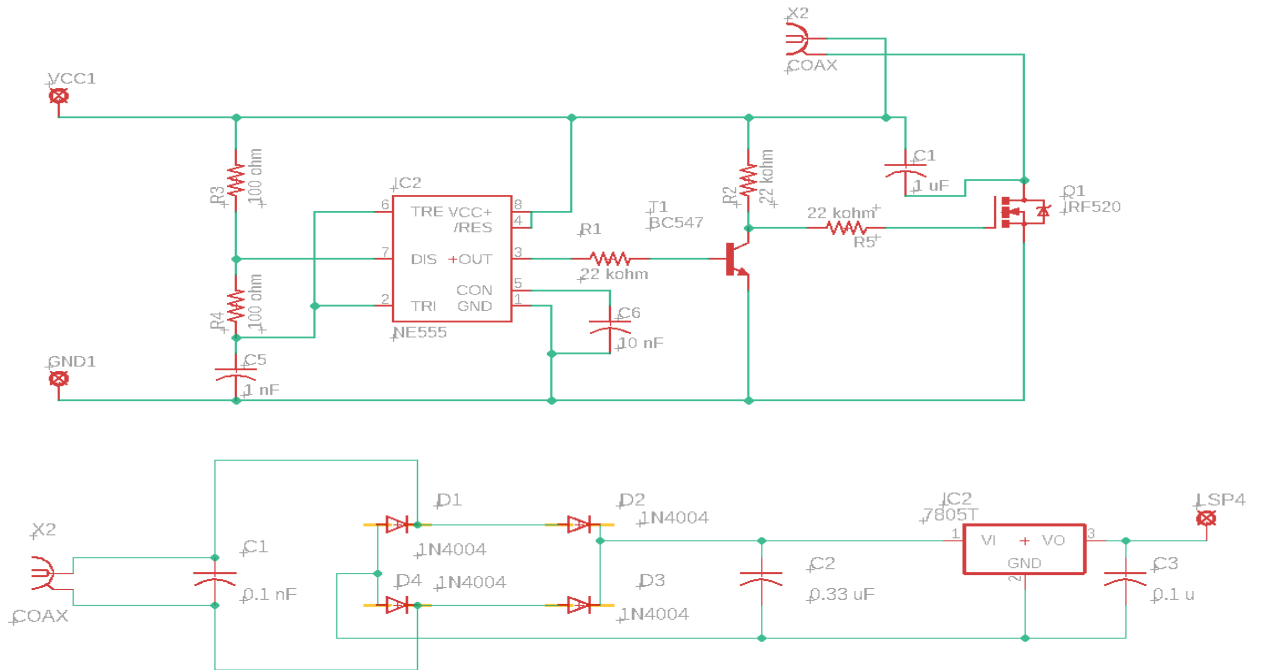 X2
COAX
VCC1
R3
100 ohm
IC2
6
TRE
VCC+
8
/RES
4
7
DIS
+OUT
3
CON
5
2
TRI
GND
1
NE555
R4
100 ohm
C5
1 nF
GND1
R1
22 kohm
C6
10 nF
T1
BC547
R2
22 kohm
22 kohm
R5
C1
1 uF
Q1
IRF520
X2
COAX
C1
0.1 nF
D1
1N4004
D2
1N4004
D4
1N4004
D3
1N4004
C2
0.33 uF
IC2
7805T
1
VI
+
VO
3
GND
2
LSP4
C3
0.1 u